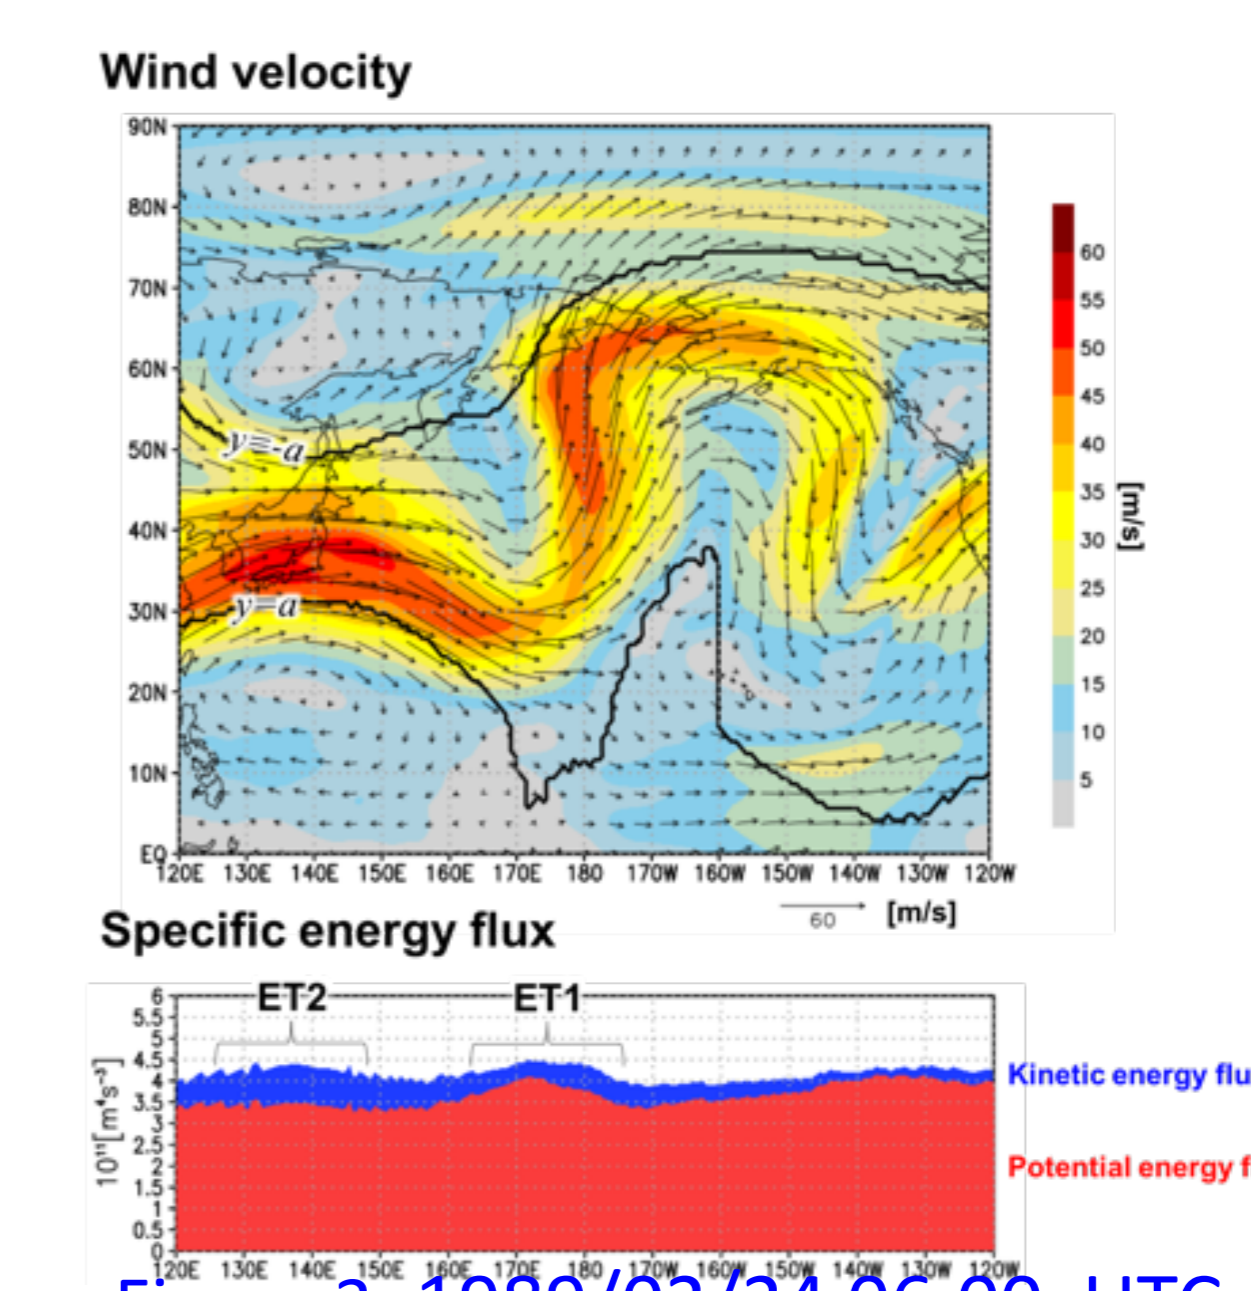 Wind velocity
90N
80N
70N
60N
50N
40N
30N
20N
10N
EQ
y=-a
y=a
120E 130E 140E 150E 160E 170E 180 170W 160W 150W 140W 130W 120W
60
55
50
45
40
35
30
25
20
15
10
5
[m/s]
60 [m/s]
Specific energy flux
ET2 ET1
6
5.5
5
4.5
4
3.5
3
2.5
2
1.5
1
0.5
0
10¹¹[m⁴s⁻³]
Kinetic energy flu
Potential energy f
120E 130E 140E 150E 160E 170E 180 170W 160W 150W 140W 130W 120W